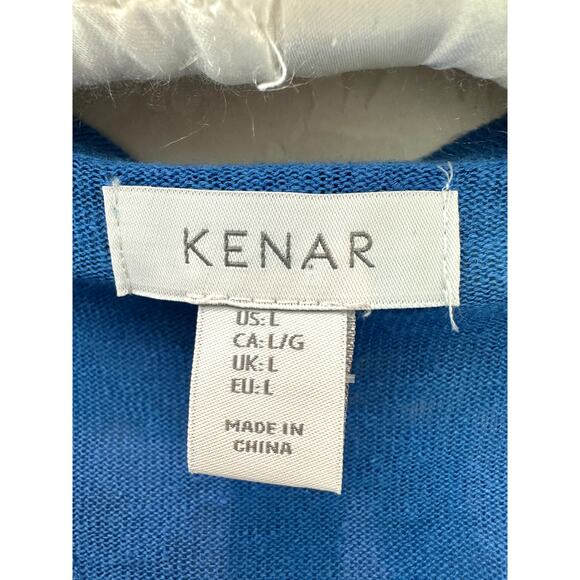 KENAR
US: L
CA: L/G
UK: L
EU: L
MADE IN
CHINA